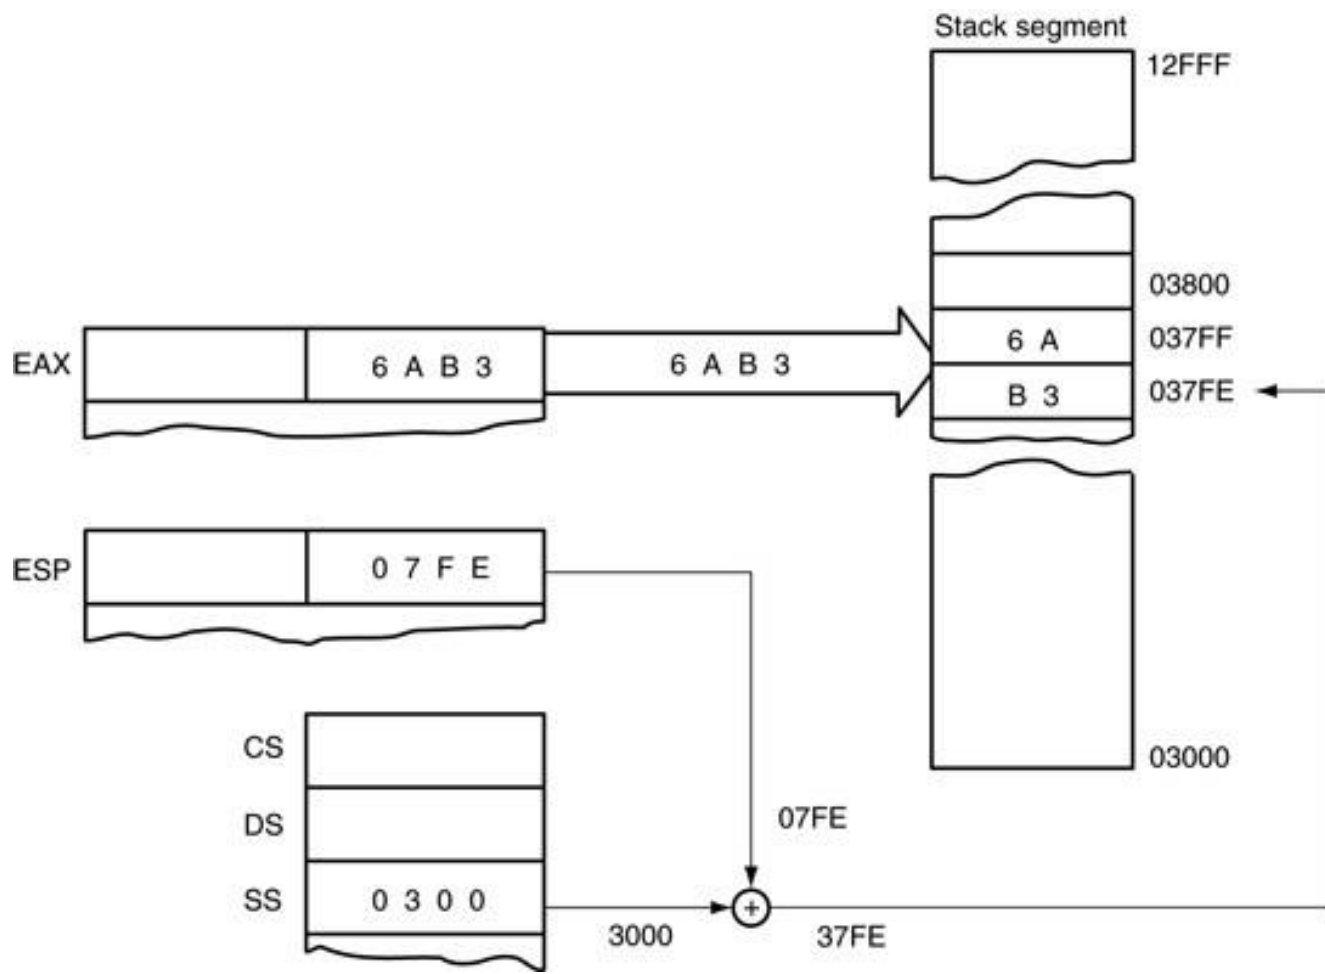 Stack segment
12FFF
03800
6 A 037FF
EAX 6 A B 3 6 A B 3
B 3 037FE
ESP 0 7 F E
CS
03000
DS 07FE
SS 0 3 0 0
3000 37FE
+